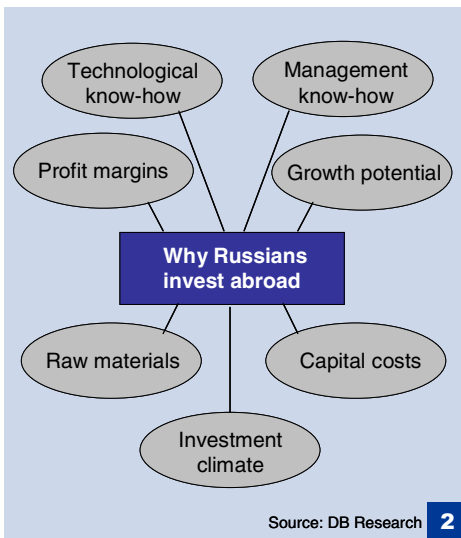 Technological
know-how
Management
know-how
Profit margins
Growth potential
Why Russians
invest abroad
Raw materials
Capital costs
Investment
climate
Source: DB Research
2